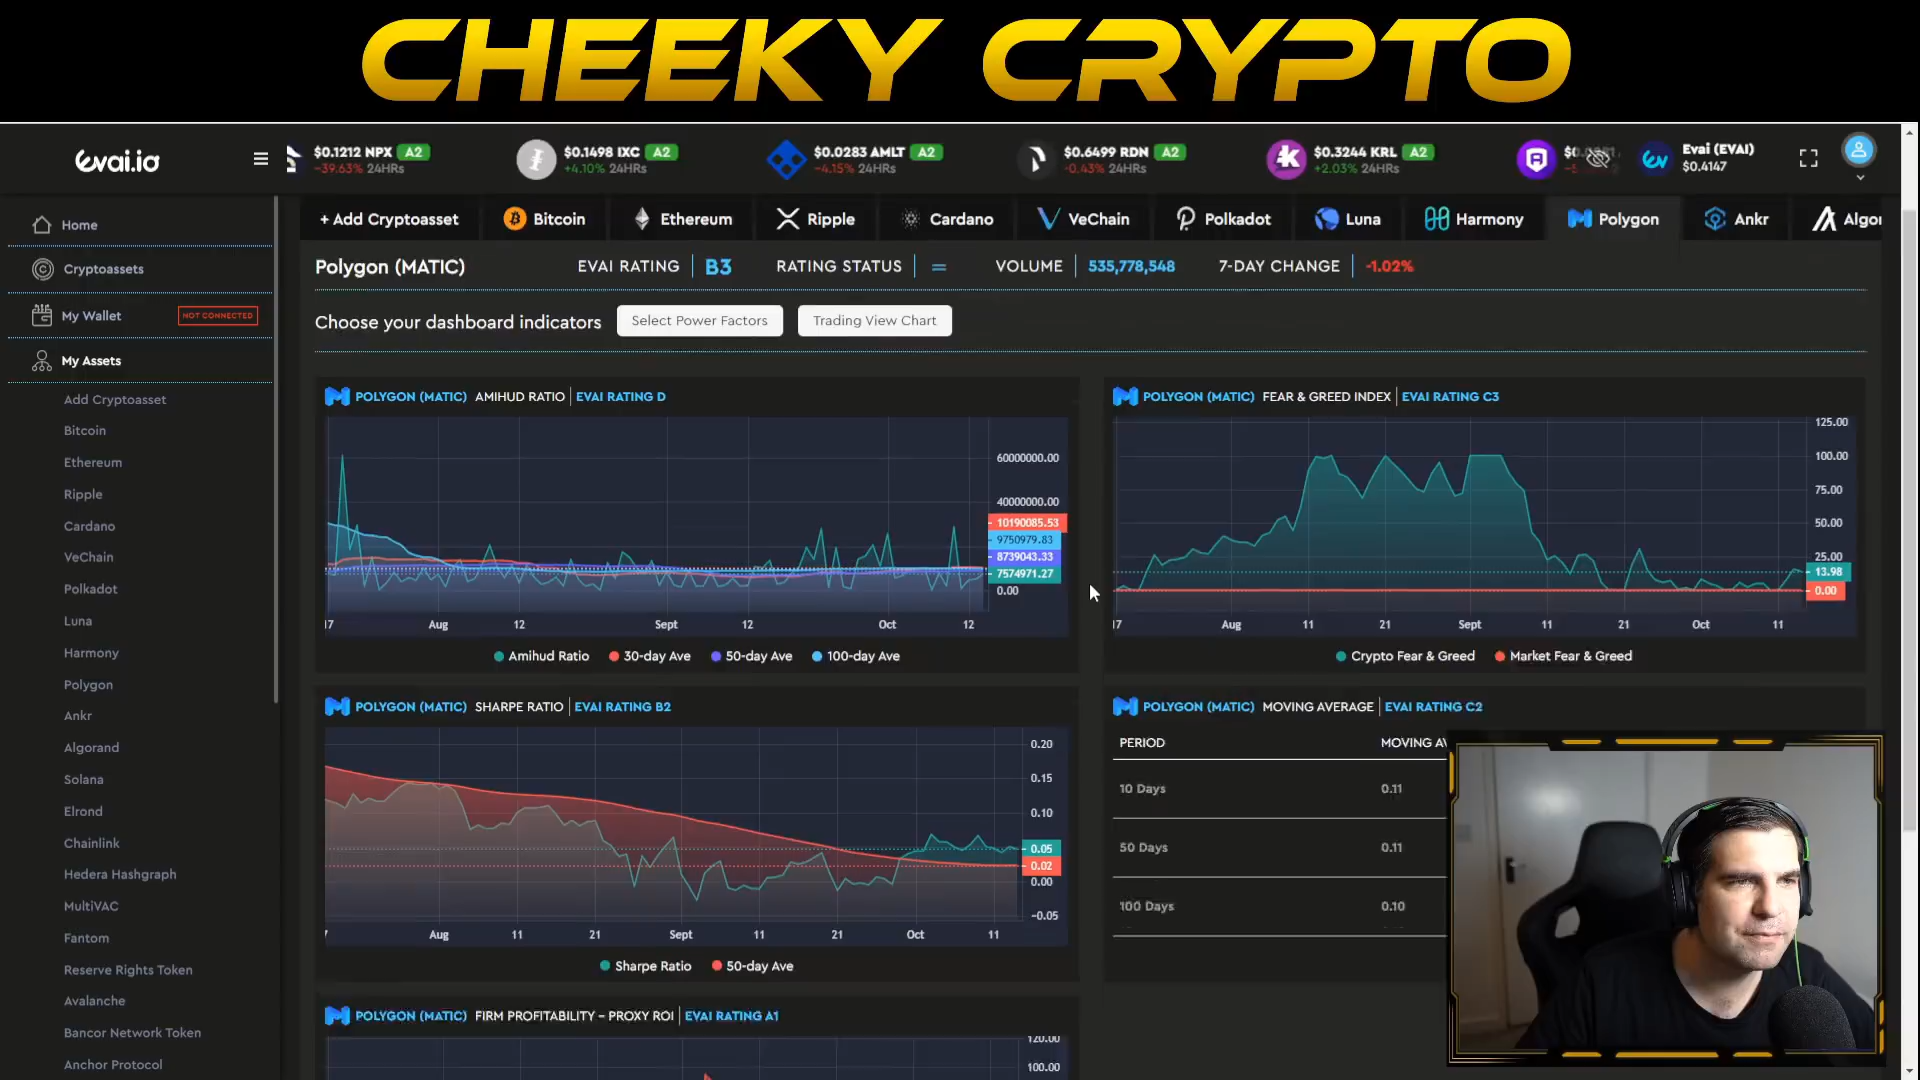 CHEEKY CRYPTO
evai.io
$0.1212 NPX A2
-39.63% 24HRs
$0.1498 IXC A2
+4.10% 24HRs
$0.0283 AMLT A2
-4.15% 24HRs
$0.6499 RDN A2
-0.43% 24HRs
$0.3244 KRL A2
+2.03% 24HRs
Evai (EVAI)
$0.4147
+ Add Cryptoasset
Bitcoin
Ethereum
Ripple
Cardano
VeChain
Polkadot
Luna
Harmony
Polygon
Ankr
Algor
Home
Cryptoassets
My Wallet NOT CONNECTED
My Assets
Add Cryptoasset
Bitcoin
Ethereum
Ripple
Cardano
VeChain
Polkadot
Luna
Harmony
Polygon
Ankr
Algorand
Solana
Elrond
Chainlink
Hedera Hashgraph
MultiVAC
Fantom
Reserve Rights Token
Avalanche
Bancor Network Token
Anchor Protocol
Polygon (MATIC) EVAI RATING B3 RATING STATUS = VOLUME 535,778,548 7-DAY CHANGE -1.02%
Choose your dashboard indicators Select Power Factors Trading View Chart
POLYGON (MATIC) AMIHUD RATIO EVAI RATING D
60000000.00
40000000.00
10190085.53
9750979.83
8739043.33
7574971.27
0.00
17 Aug 12 Sept 12 Oct 12
Amihud Ratio 30-day Ave 50-day Ave 100-day Ave
POLYGON (MATIC) FEAR & GREED INDEX EVAI RATING C3
125.00
100.00
75.00
50.00
25.00
13.98
0.00
17 Aug 11 21 Sept 11 21 Oct 11
Crypto Fear & Greed Market Fear & Greed
POLYGON (MATIC) SHARPE RATIO EVAI RATING B2
0.20
0.15
0.10
0.05
0.02
0.00
-0.05
Aug 11 21 Sept 11 21 Oct 11
Sharpe Ratio 50-day Ave
POLYGON (MATIC) MOVING AVERAGE EVAI RATING C2
PERIOD MOVING AV
10 Days 0.11
50 Days 0.11
100 Days 0.10
POLYGON (MATIC) FIRM PROFITABILITY - PROXY ROI EVAI RATING A1
120.00
100.00